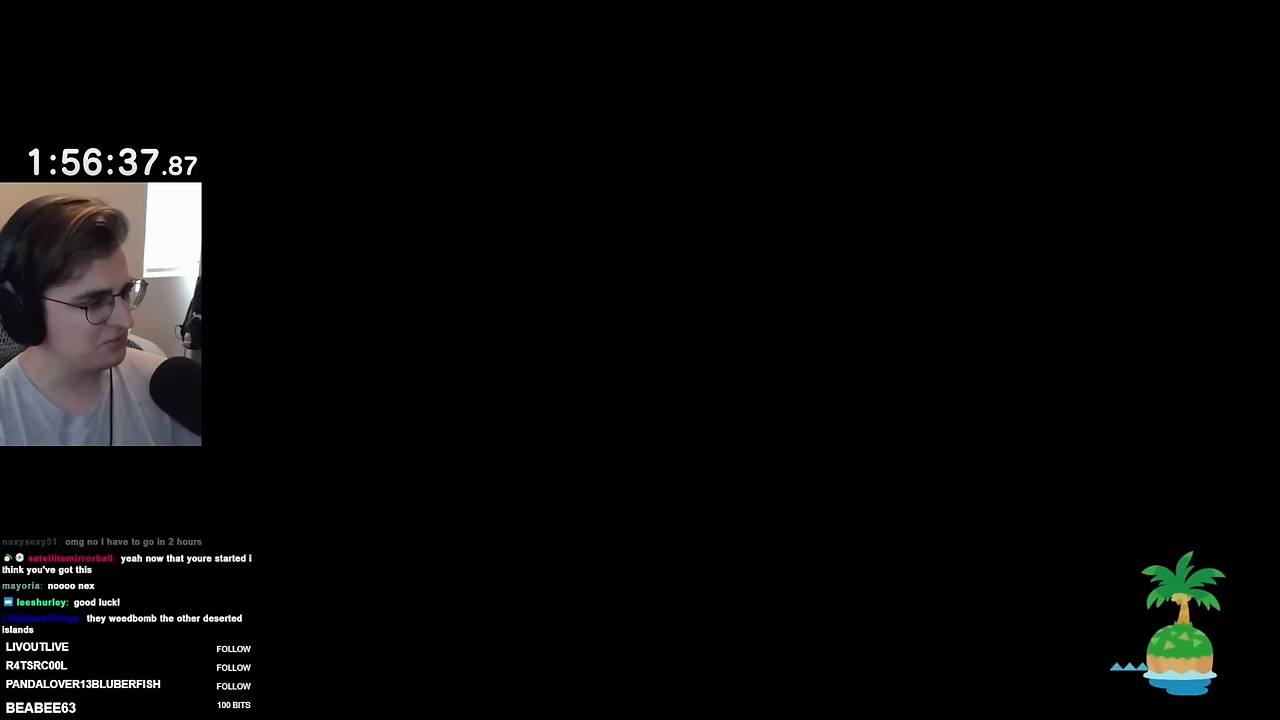 1:56:37.87
nexysexy51: omg no i have to go in 2 hours
satellitemirrorball: yeah now that youre started i
think you've got this
mayoria: noooo nex
leeshurley: good luck!
they weedbomb the other deserted
islands
LIVOUTLIVE FOLLOW
R4TSRC00L FOLLOW
PANDALOVER13BLUBERFISH FOLLOW
BEABEE63 100 BITS